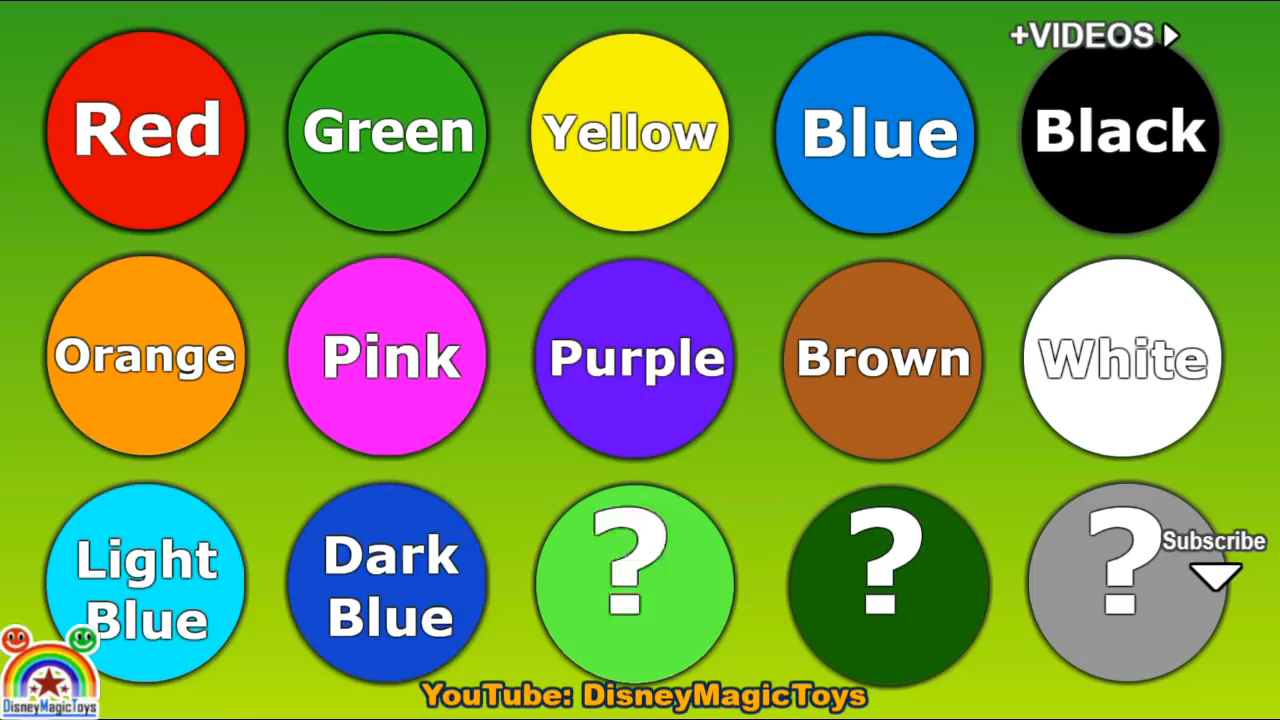 +VIDEOS
Red
Green
Yellow
Blue
Black
Orange
Pink
Purple
Brown
White
Light
Blue
Dark
Blue
?
?
?
Subscribe
DisneyMagicToys
YouTube: DisneyMagicToys